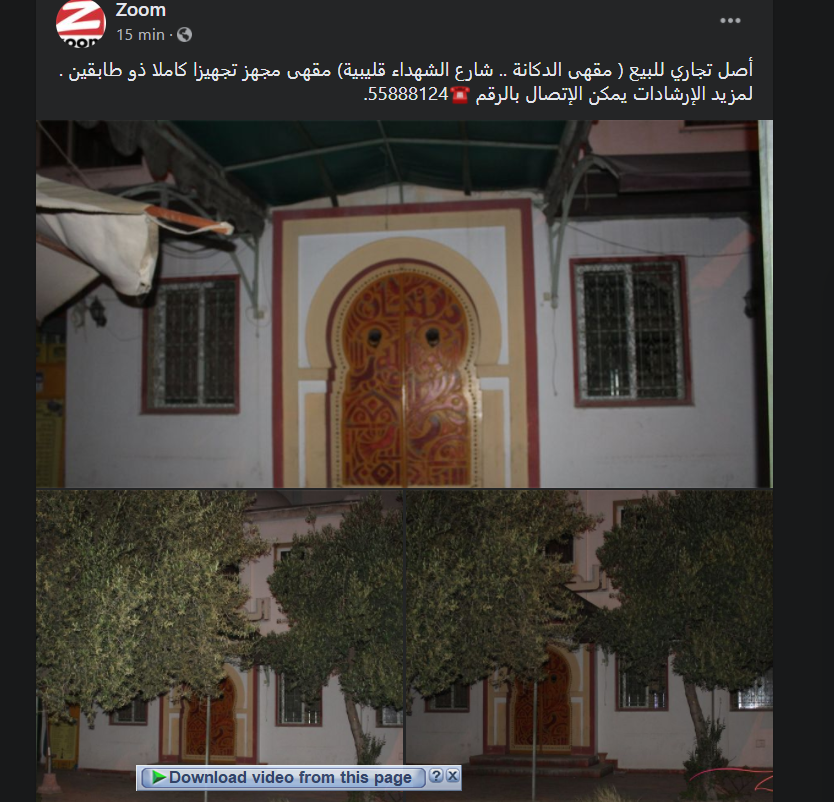 Zoom
15 min ·
أصل تجاري للبيع ( مقهى الدكانة .. شارع الشهداء قليبية) مقهى مجهز تجهيزا كاملا ذو طابقين .
لمزيد الإرشادات يمكن الإتصال بالرقم ☎️55888124.
Download video from this page ? X